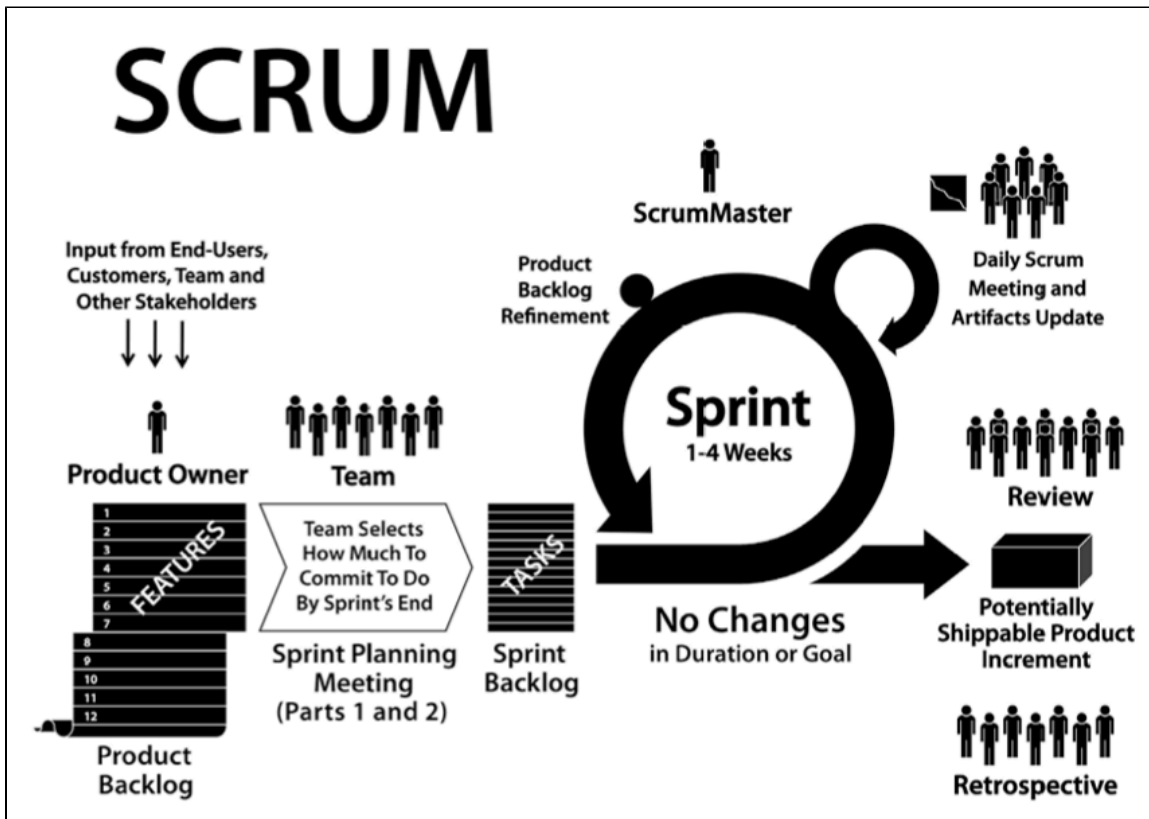 SCRUM
Input from End-Users,
Customers, Team and
Other Stakeholders
Product Owner
Team
1
2
3
4
5
6
7
FEATURES
8
9
10
11
12
Product
Backlog
Team Selects
How Much To
Commit To Do
By Sprint's End
Sprint Planning
Meeting
(Parts 1 and 2)
TASKS
Sprint
Backlog
ScrumMaster
Product
Backlog
Refinement
Sprint
1-4 Weeks
No Changes
in Duration or Goal
Daily Scrum
Meeting and
Artifacts Update
Review
Potentially
Shippable Product
Increment
Retrospective